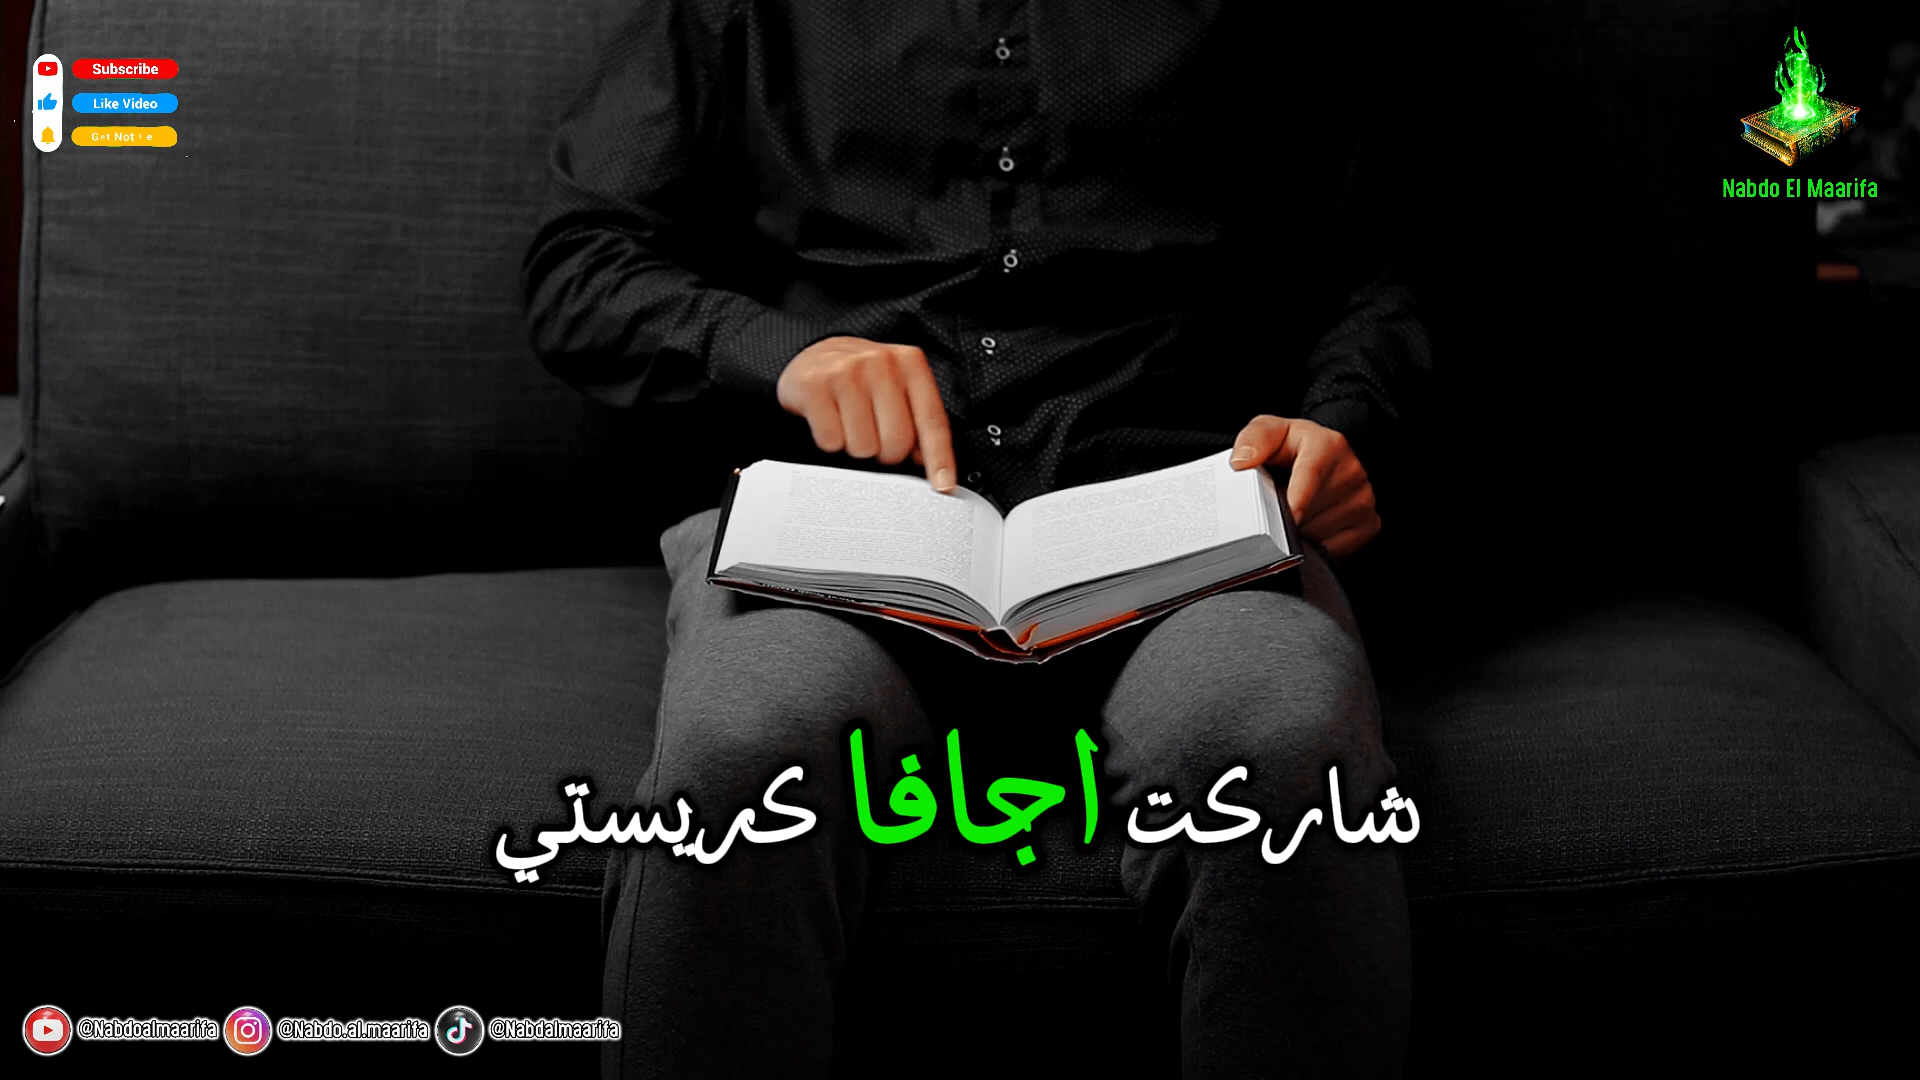 Subscribe
Like Video
Nabdo El Maarifa
شاركت اجافا كريستي
@Nabdoalmaarifa @Nabdo.al.maarifa @Nabdalmaarifa